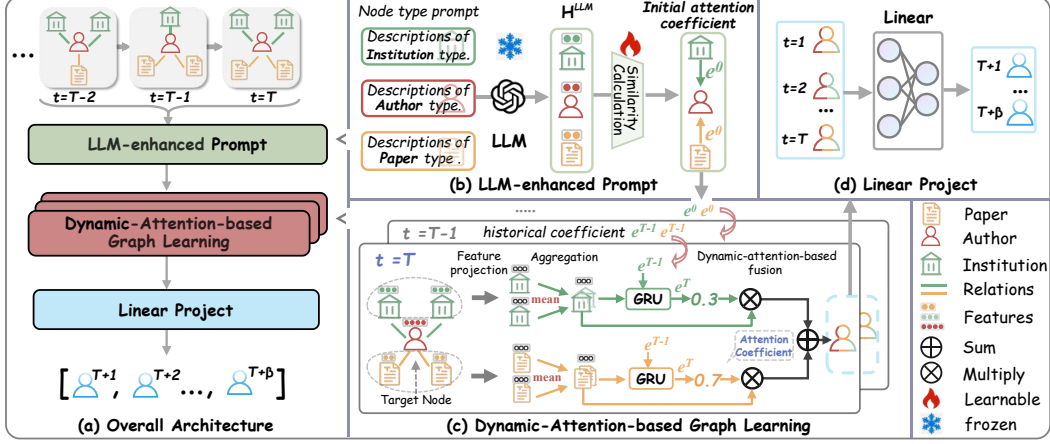 ...
t=T-2
t=T-1
t=T
LLM-enhanced Prompt
Dynamic-Attention-based
Graph Learning
Linear Project
[ T+1 , T+2 ..., T+β ]
(a) Overall Architecture
Node type prompt
Descriptions of
Institution type.
Descriptions of
Author type.
Descriptions of
Paper type .
LLM
H^LLM
Similarity
Calculation
Initial attention
coefficient
e⁰
e⁰
(b) LLM-enhanced Prompt
t=1
t=2
...
t=T
Linear
T+1
...
T+β
(d) Linear Project
.....
e⁰ e⁰
t =T-1
historical coefficient e^T-1 e^T-1
t =T
Feature
projection
Aggregation
Dynamic-attention-based
fusion
mean
e^T-1
GRU
e^T
0.3
Attention
Coefficient
mean
e^T-1
GRU
e^T
0.7
Target Node
(c) Dynamic-Attention-based Graph Learning
Paper
Author
Institution
Relations
Features
Sum
Multiply
Learnable
frozen